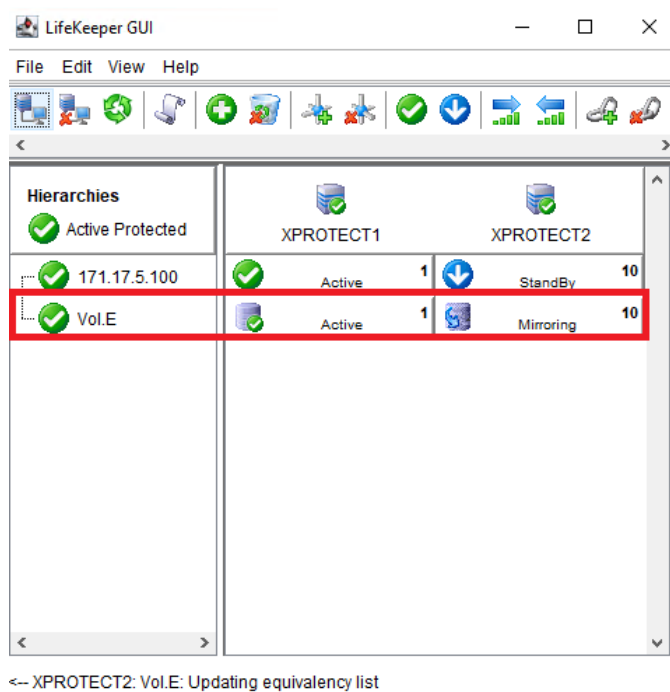 LifeKeeper GUI
File Edit View Help
Hierarchies
Active Protected
XPROTECT1
XPROTECT2
171.17.5.100
Active 1
StandBy 10
Vol.E
Active 1
Mirroring 10
<-- XPROTECT2: Vol.E: Updating equivalency list